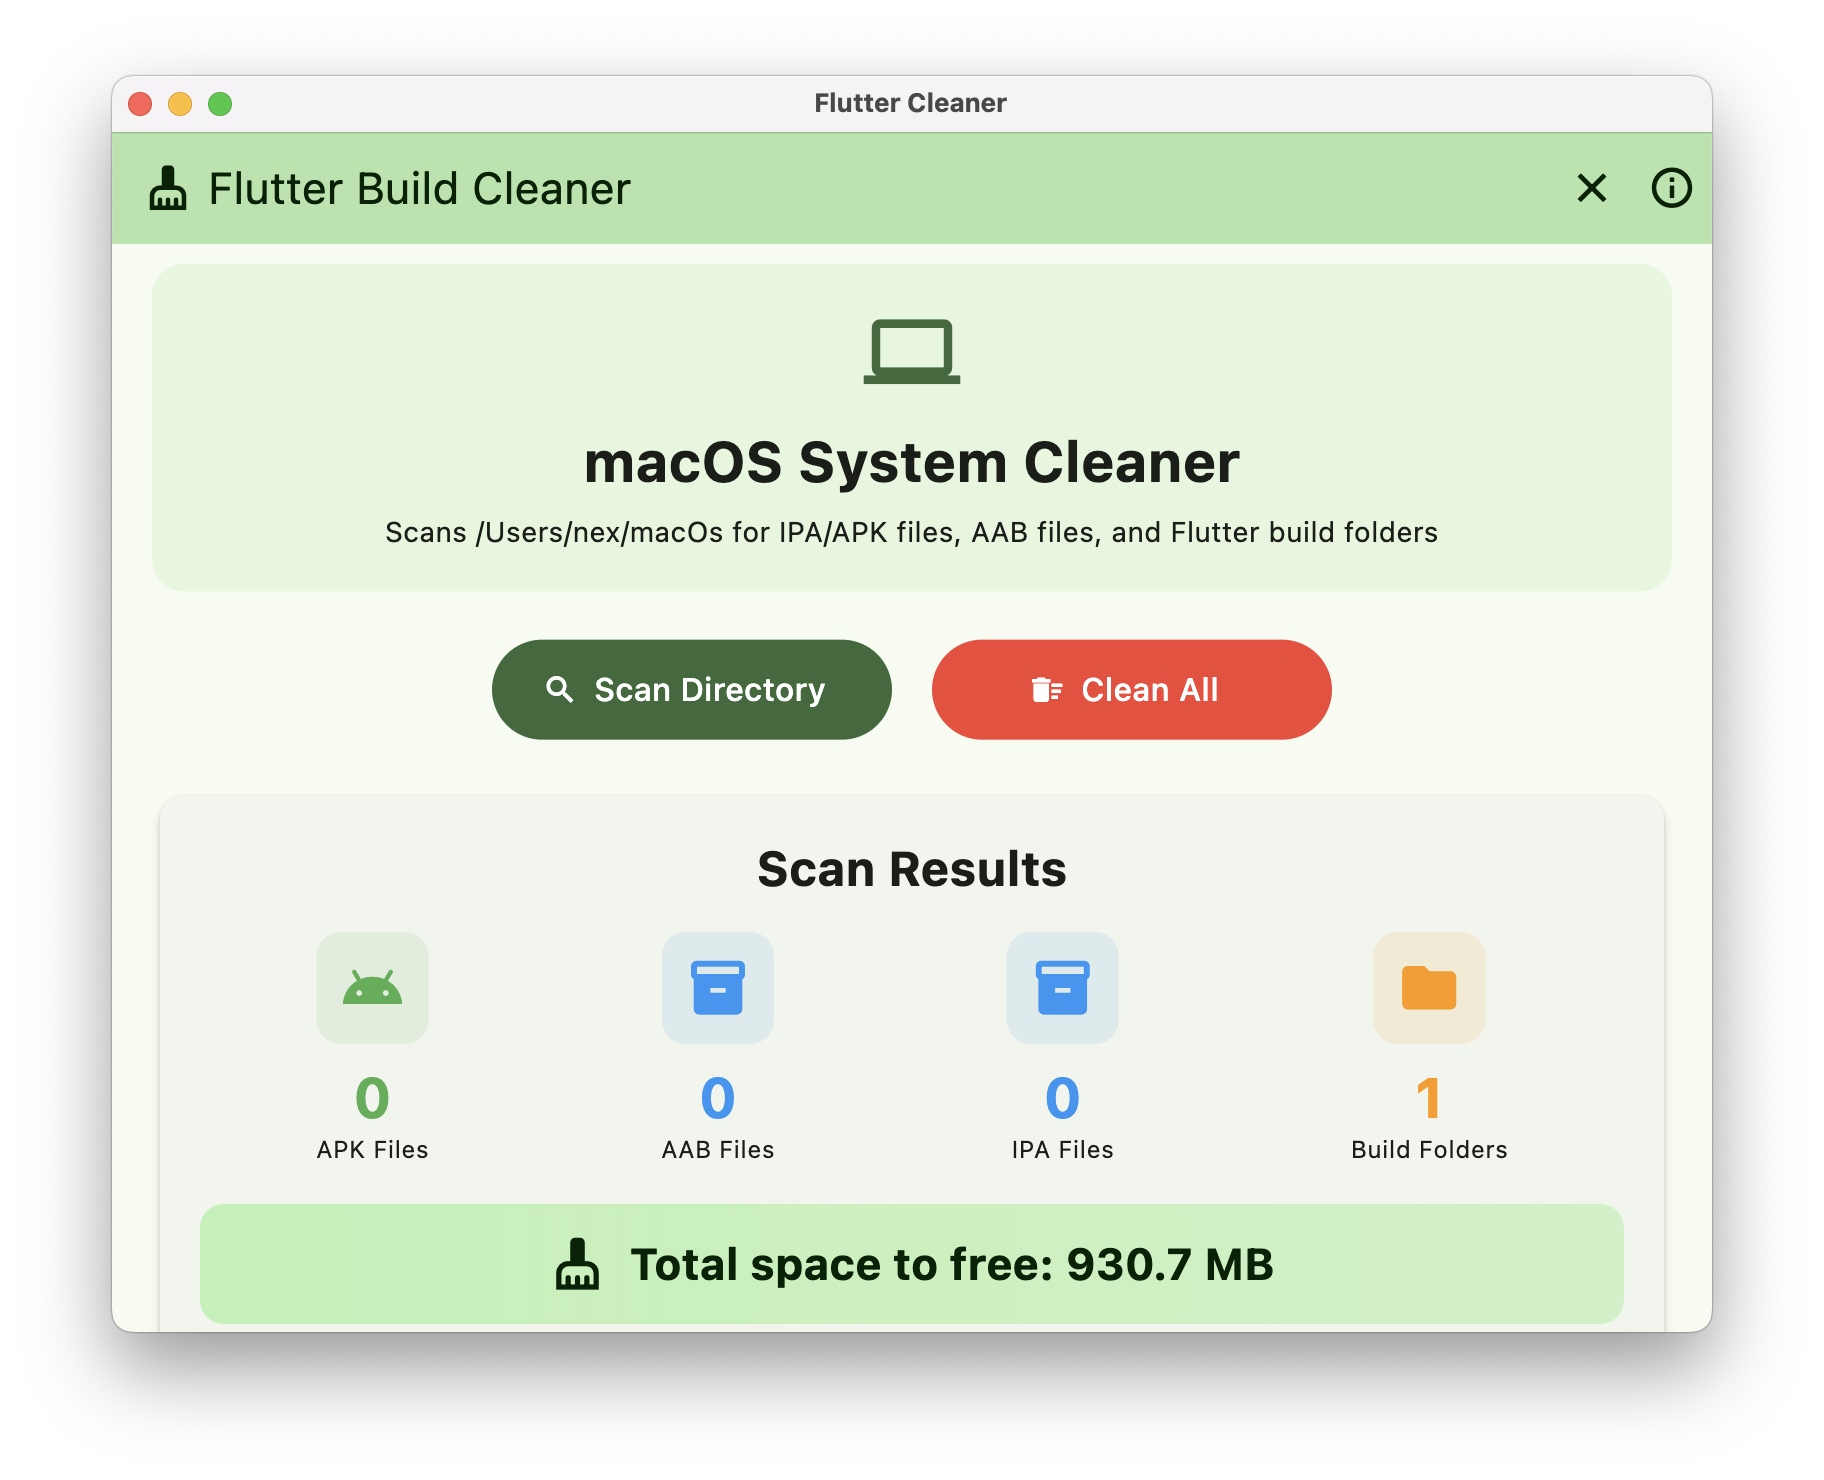 Flutter Cleaner
Flutter Build Cleaner
macOS System Cleaner
Scans /Users/nex/macOs for IPA/APK files, AAB files, and Flutter build folders
Scan Directory
Clean All
Scan Results
0
0
0
1
APK Files
AAB Files
IPA Files
Build Folders
Total space to free: 930.7 MB